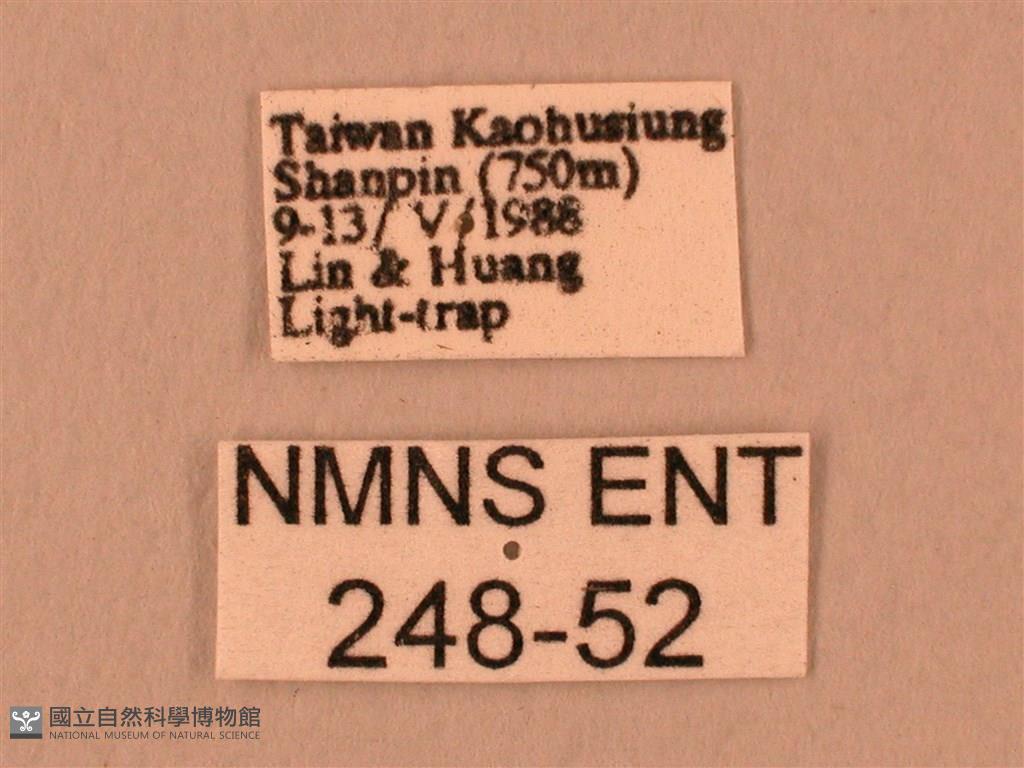 Taiwan Kaohusiung
Shanpin (750m)
9-13/ V/1988
Lin & Huang
Light-trap
NMNS ENT
248-52
國立自然科學博物館
NATIONAL MUSEUM OF NATURAL SCIENCE